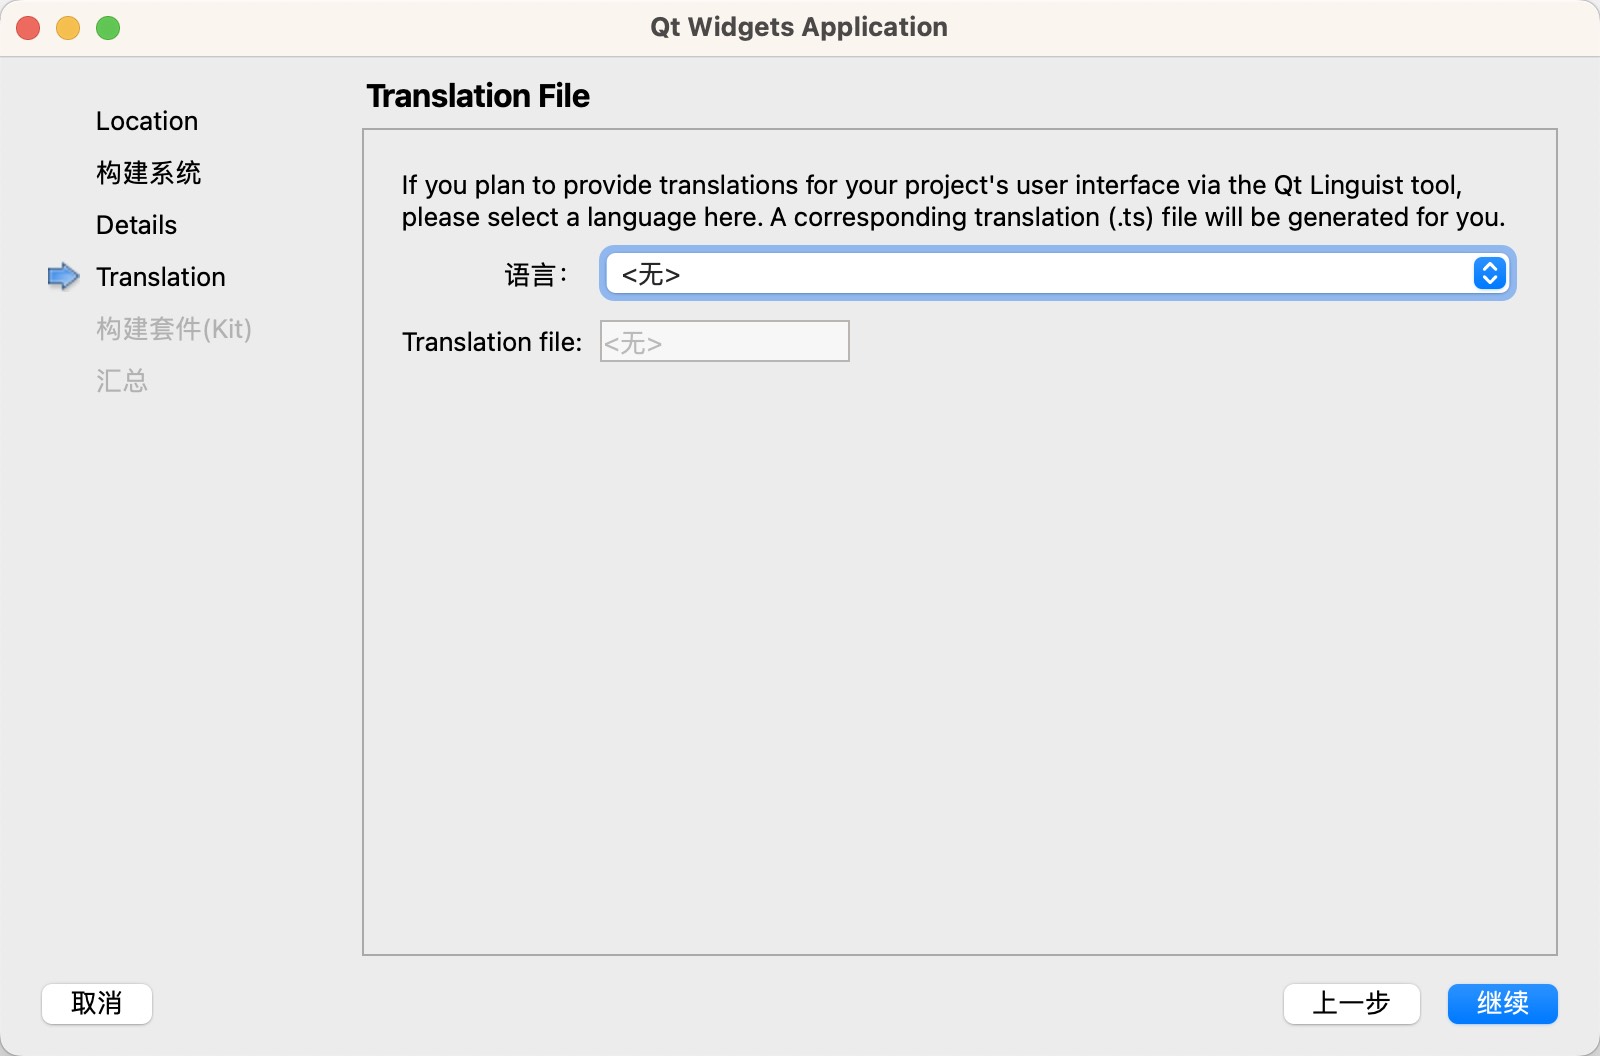 Qt Widgets Application
Location
构建系统
Details
Translation
构建套件(Kit)
汇总
Translation File
If you plan to provide translations for your project's user interface via the Qt Linguist tool,
please select a language here. A corresponding translation (.ts) file will be generated for you.
语言：
<无>
Translation file:
<无>
取消
上一步
继续